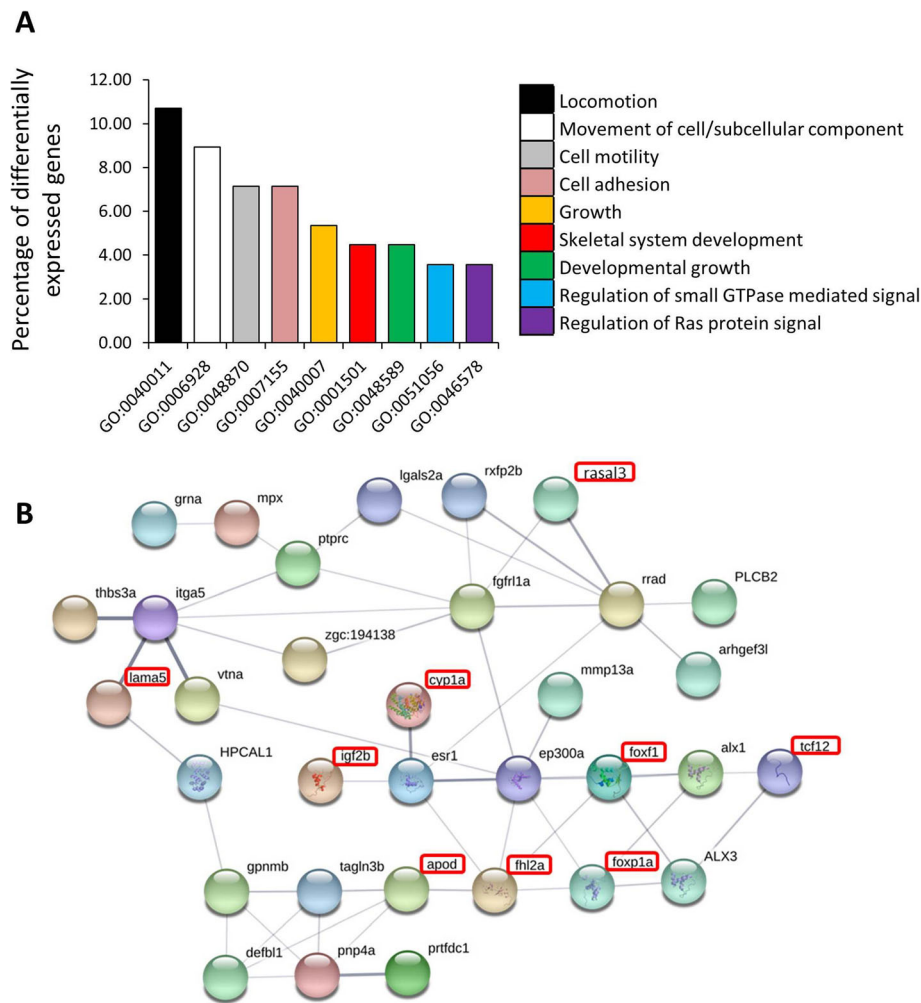 A
Percentage of differentially
expressed genes
12.00
10.00
8.00
6.00
4.00
2.00
0.00
GO:0040011
GO:0006928
GO:0048870
GO:0007155
GO:0040007
GO:0001501
GO:0048589
GO:0051056
GO:0046578
Locomotion
Movement of cell/subcellular component
Cell motility
Cell adhesion
Growth
Skeletal system development
Developmental growth
Regulation of small GTPase mediated signal
Regulation of Ras protein signal
B
grna
mpx
lgals2a
rxfp2b
rasal3
ptprc
thbs3a
itga5
fgfrl1a
rrad
PLCB2
zgc:194138
arhgef3l
lama5
vtna
cyp1a
mmp13a
HPCAL1
igf2b
esr1
ep300a
foxf1
alx1
tcf12
gpnmb
tagln3b
apod
fhl2a
foxp1a
ALX3
defbl1
pnp4a
prtfdc1